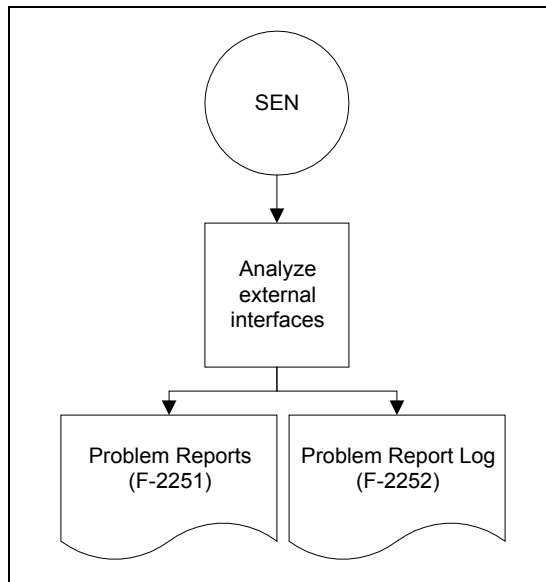 SEN
Analyze
external
interfaces
Problem Reports
(F-2251)
Problem Report Log
(F-2252)